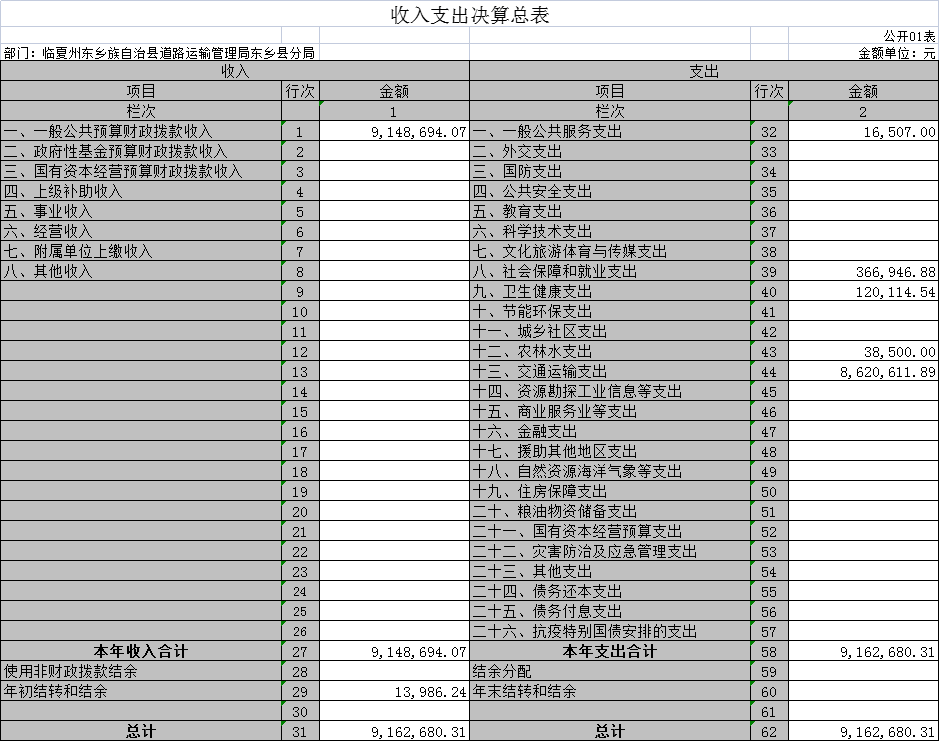 收入支出决算总表
公开01表
部门：临夏州东乡族自治县道路运输管理局东乡县分局 金额单位：元
收入 支出
项目 行次 金额 项目 行次 金额
栏次 1 栏次 2
一、一般公共预算财政拨款收入 1 9,148,694.07 一、一般公共服务支出 32 16,507.00
二、政府性基金预算财政拨款收入 2 二、外交支出 33
三、国有资本经营预算财政拨款收入 3 三、国防支出 34
四、上级补助收入 4 四、公共安全支出 35
五、事业收入 5 五、教育支出 36
六、经营收入 6 六、科学技术支出 37
七、附属单位上缴收入 7 七、文化旅游体育与传媒支出 38
八、其他收入 8 八、社会保障和就业支出 39 366,946.88
9 九、卫生健康支出 40 120,114.54
10 十、节能环保支出 41
11 十一、城乡社区支出 42
12 十二、农林水支出 43 38,500.00
13 十三、交通运输支出 44 8,620,611.89
14 十四、资源勘探工业信息等支出 45
15 十五、商业服务业等支出 46
16 十六、金融支出 47
17 十七、援助其他地区支出 48
18 十八、自然资源海洋气象等支出 49
19 十九、住房保障支出 50
20 二十、粮油物资储备支出 51
21 二十一、国有资本经营预算支出 52
22 二十二、灾害防治及应急管理支出 53
23 二十三、其他支出 54
24 二十四、债务还本支出 55
25 二十五、债务付息支出 56
26 二十六、抗疫特别国债安排的支出 57
本年收入合计 27 9,148,694.07 本年支出合计 58 9,162,680.31
使用非财政拨款结余 28 结余分配 59
年初结转和结余 29 13,986.24 年末结转和结余 60
30 61
总计 31 9,162,680.31 总计 62 9,162,680.31